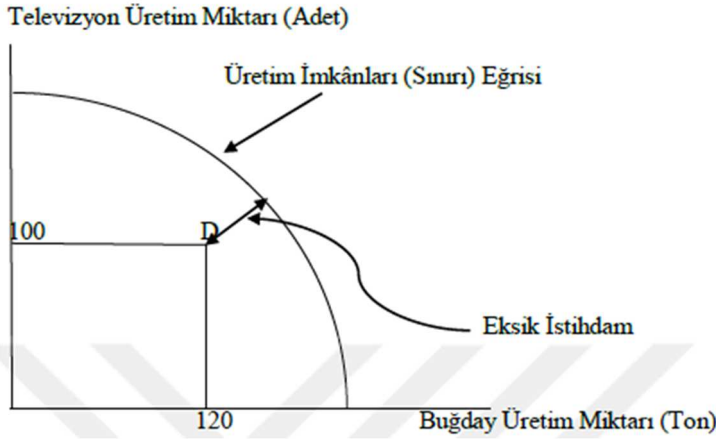 Televizyon Üretim Miktarı (Adet)
Üretim İmkânları (Sınırı) Eğrisi
100
D
Eksik İstihdam
120
Buğday Üretim Miktarı (Ton)